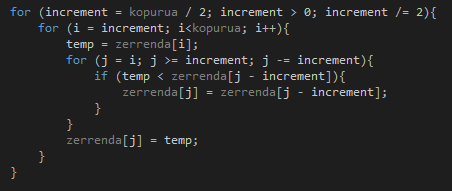 for (increment = kopurua / 2; increment > 0; increment /= 2){
    for (i = increment; i<kopurua; i++){
        temp = zerrenda[i];
        for (j = i; j >= increment; j -= increment){
            if (temp < zerrenda[j - increment]){
                zerrenda[j] = zerrenda[j - increment];
            }
        }
        zerrenda[j] = temp;
    }
}